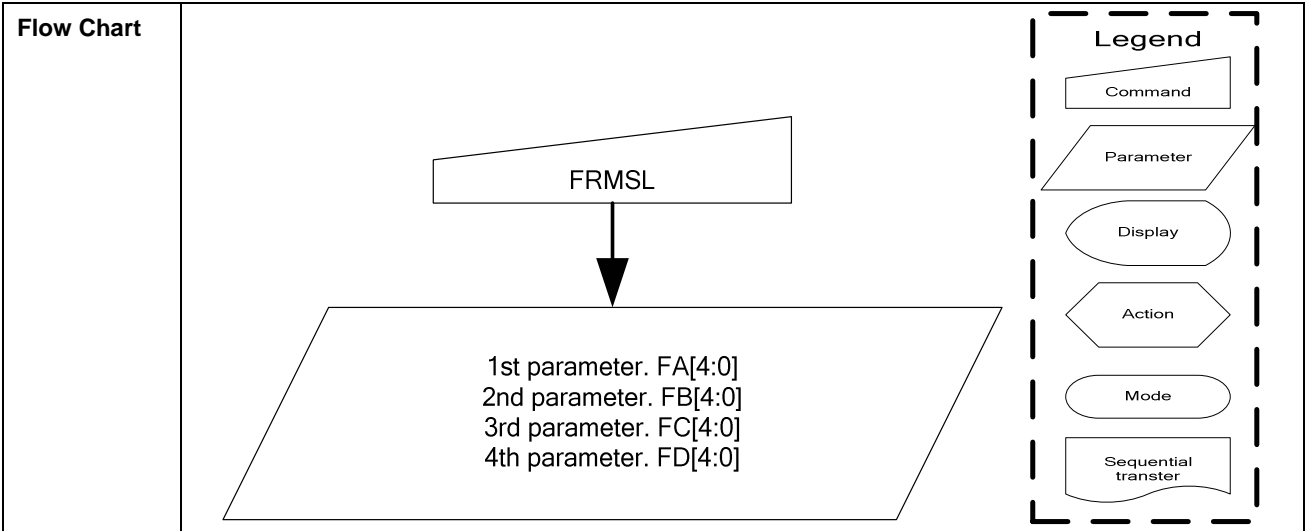 Flow Chart
FRMSL
1st parameter. FA[4:0]
2nd parameter. FB[4:0]
3rd parameter. FC[4:0]
4th parameter. FD[4:0]
Legend
Command
Parameter
Display
Action
Mode
Sequential
transter